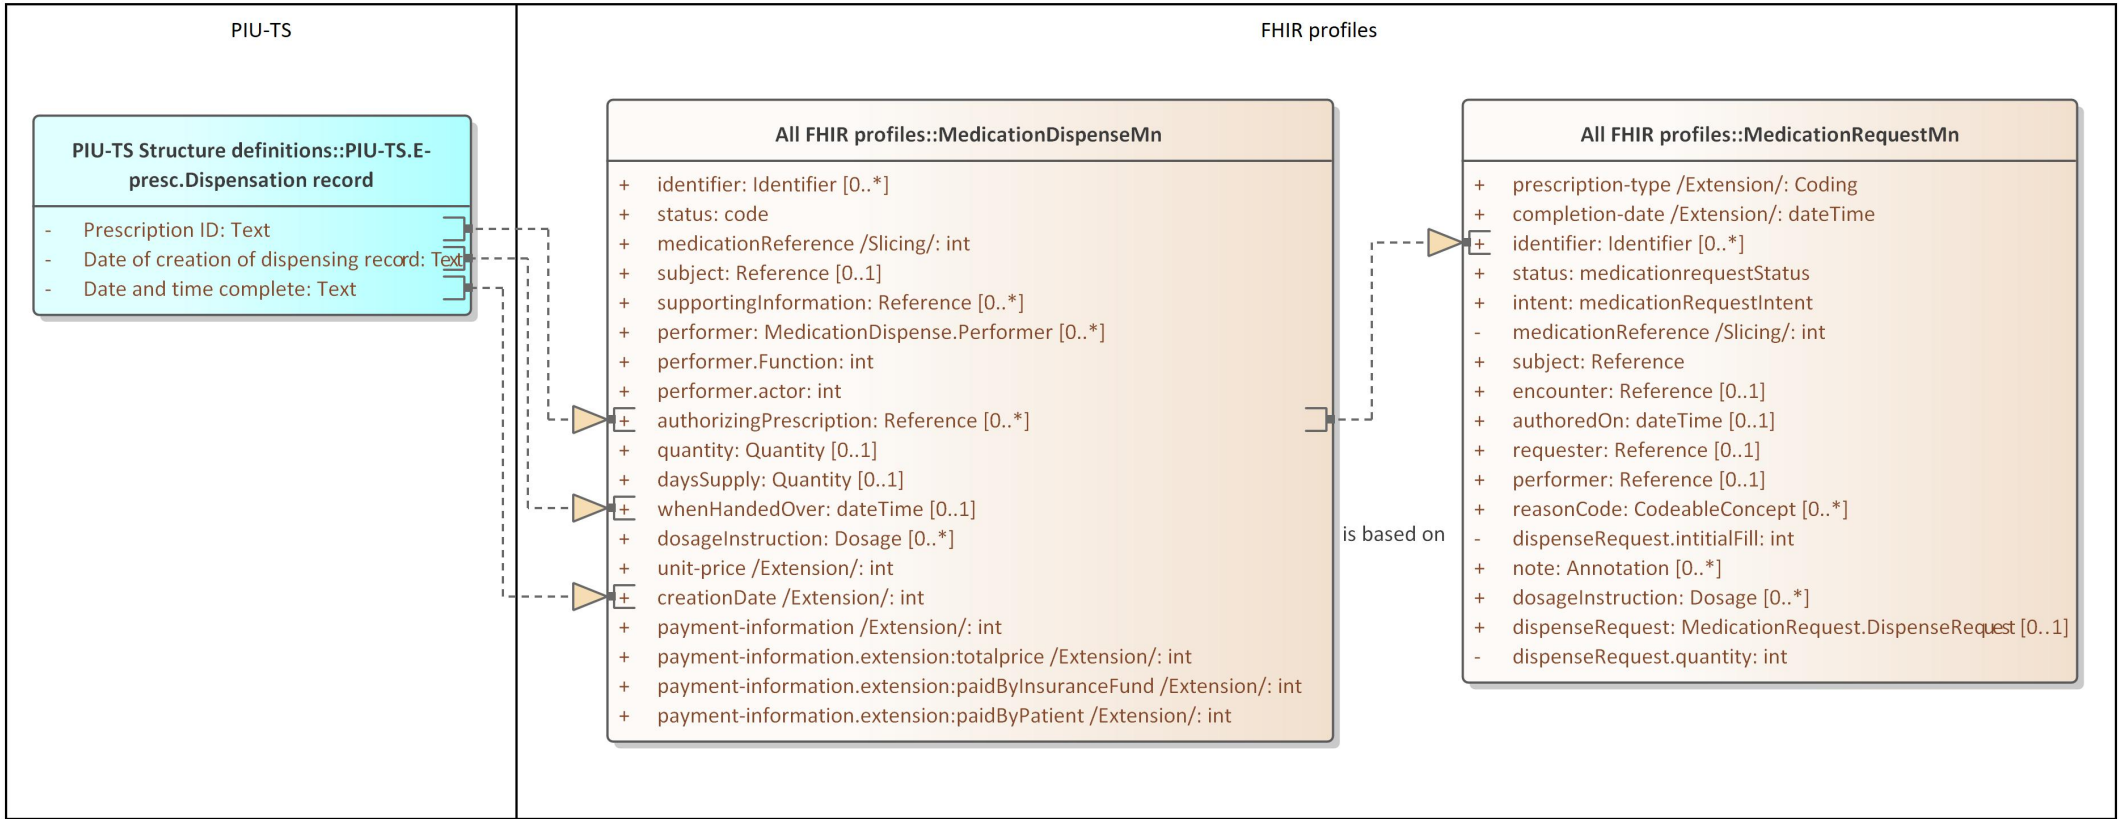 PIU-TS
FHIR profiles
PIU-TS Structure definitions::PIU-TS.E-
presc.Dispensation record
- Prescription ID: Text
- Date of creation of dispensing record: Text
- Date and time complete: Text
All FHIR profiles::MedicationDispenseMn
+ identifier: Identifier [0..*]
+ status: code
+ medicationReference /Slicing/: int
+ subject: Reference [0..1]
+ supportingInformation: Reference [0..*]
+ performer: MedicationDispense.Performer [0..*]
+ performer.Function: int
+ performer.actor: int
+ authorizingPrescription: Reference [0..*]
+ quantity: Quantity [0..1]
+ daysSupply: Quantity [0..1]
+ whenHandedOver: dateTime [0..1]
+ dosageInstruction: Dosage [0..*]
+ unit-price /Extension/: int
+ creationDate /Extension/: int
+ payment-information /Extension/: int
+ payment-information.extension:totalprice /Extension/: int
+ payment-information.extension:paidByInsuranceFund /Extension/: int
+ payment-information.extension:paidByPatient /Extension/: int
is based on
All FHIR profiles::MedicationRequestMn
+ prescription-type /Extension/: Coding
+ completion-date /Extension/: dateTime
+ identifier: Identifier [0..*]
+ status: medicationrequestStatus
+ intent: medicationRequestIntent
- medicationReference /Slicing/: int
+ subject: Reference
+ encounter: Reference [0..1]
+ authoredOn: dateTime [0..1]
+ requester: Reference [0..1]
+ performer: Reference [0..1]
+ reasonCode: CodeableConcept [0..*]
- dispenseRequest.intitialFill: int
+ note: Annotation [0..*]
+ dosageInstruction: Dosage [0..*]
+ dispenseRequest: MedicationRequest.DispenseRequest [0..1]
- dispenseRequest.quantity: int